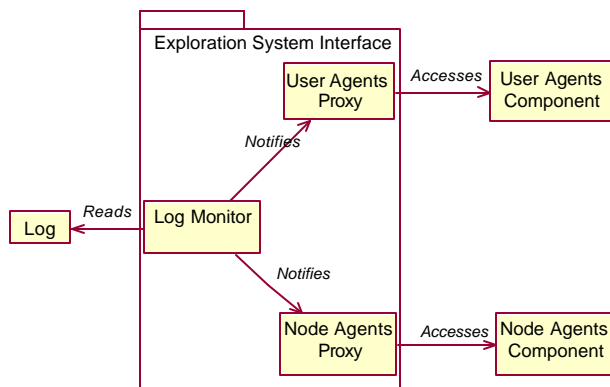 Exploration System Interface
User Agents
Proxy
Accesses
User Agents
Component
Notifies
Reads
Log
Log Monitor
Notifies
Node Agents
Proxy
Accesses
Node Agents
Component